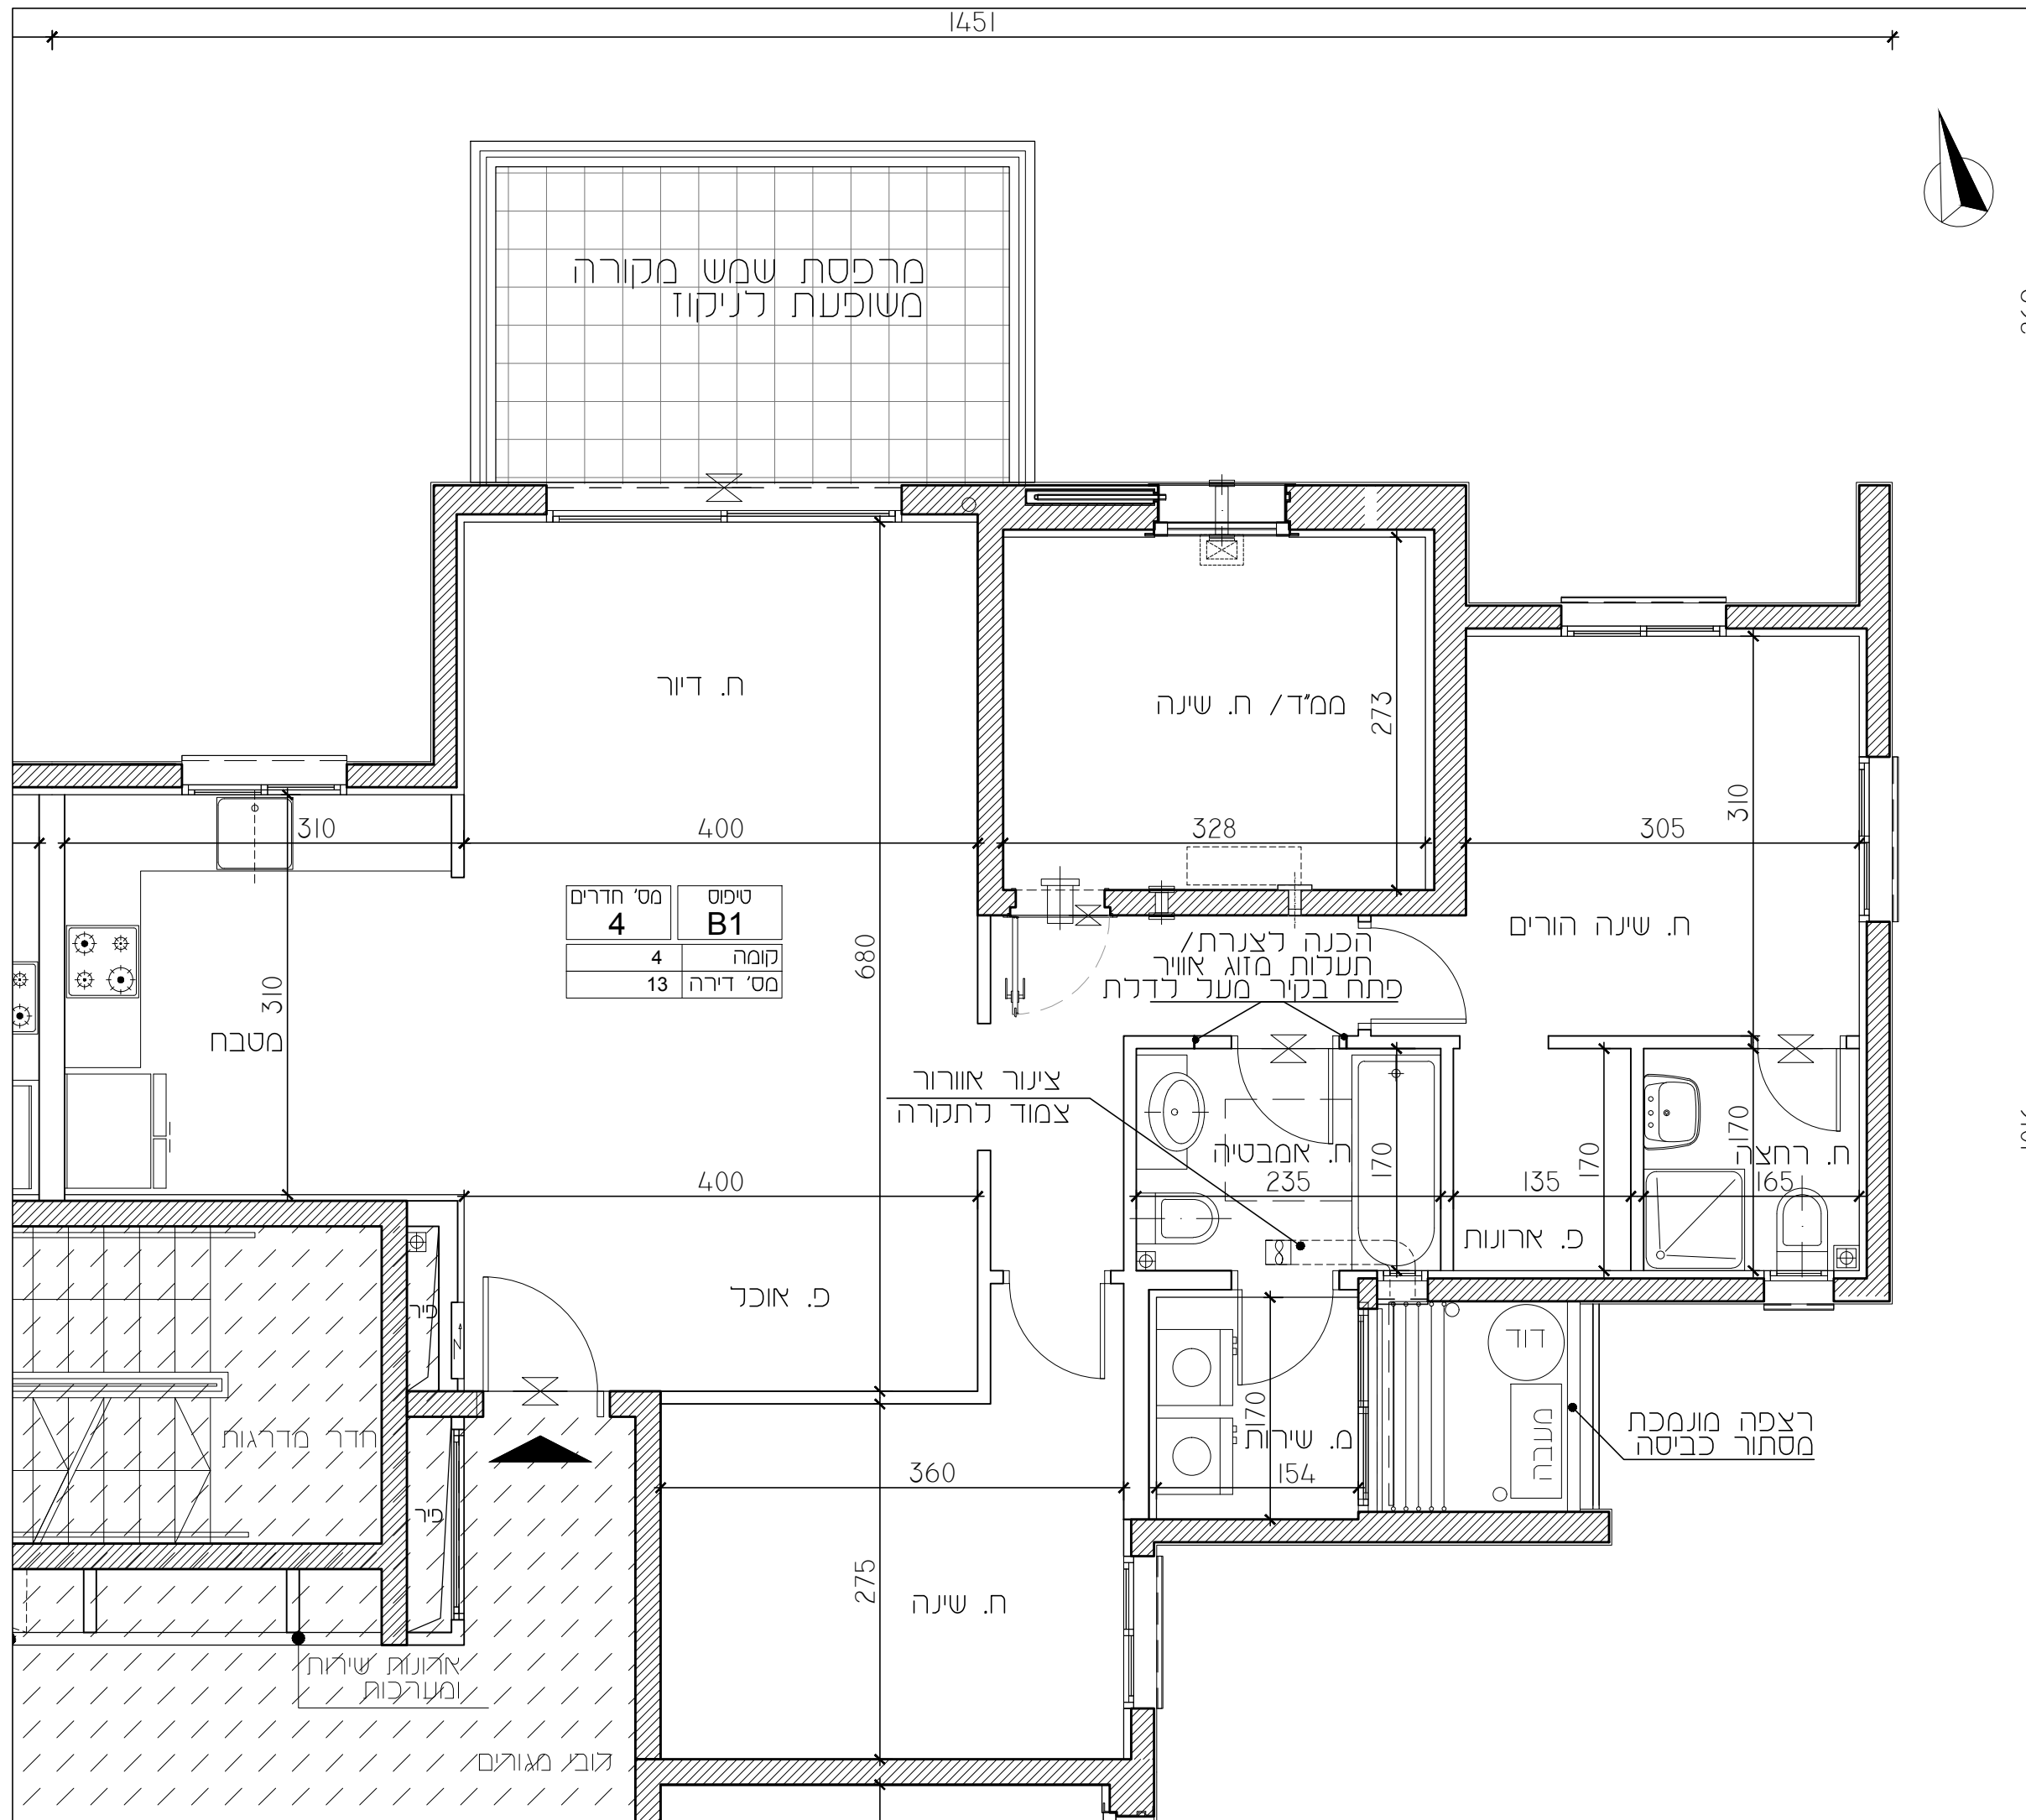 1451
מרפסת שמש מקורה
משופעת לניקוז
ח. דיור
ממ"ד/ ח. שינה
273
310
310
400
328
305
טיפוס
מס' חדרים
B1
4
קומה 4
מס' דירה 13
680
310
מטבח
ח. שינה הורים
הכנה לצנרת/
תעלות מזוג אוויר
פתח בקיר מעל לדלת
צינור אוורור
צמוד לתקרה
ח. אמבטיה
235
170
135
170
170
ח. רחצה
165
400
פ. ארונות
פ. אוכל
פיר
דוד
מעבה
רצפה מונמכת
מסתור כביסה
חדר מדרגות
170
מ. שירות
154
360
פיר
275
ח. שינה
ארונות שירות
ומערכות
לובי מגורים